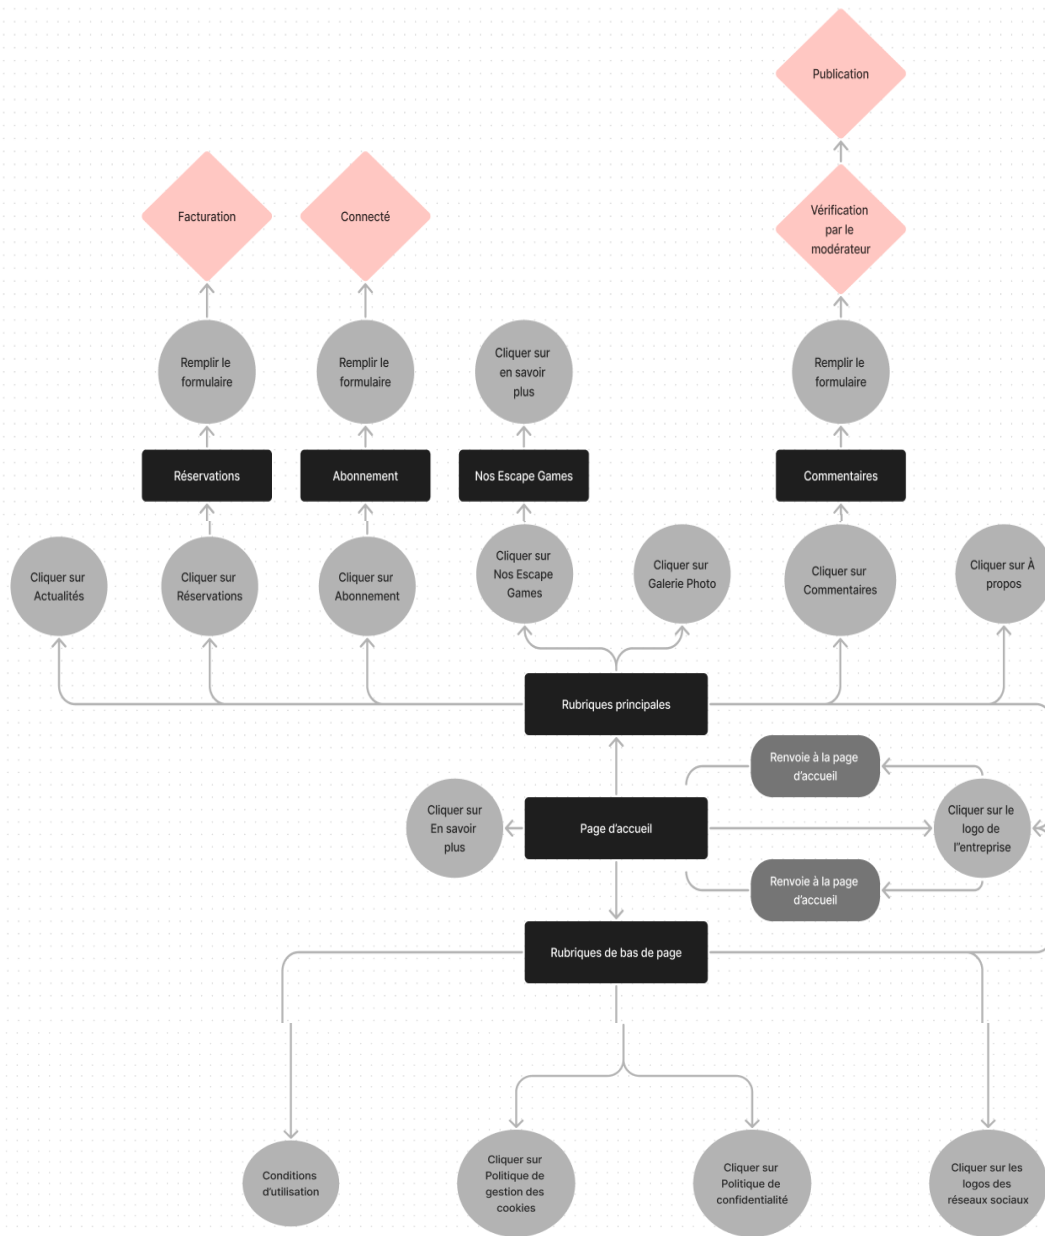 Publication
Vérification
par le
modérateur
Facturation
Connecté
Remplir le
formulaire
Remplir le
formulaire
Cliquer sur
en savoir
plus
Remplir le
formulaire
Réservations
Abonnement
Nos Escape Games
Commentaires
Cliquer sur
Actualités
Cliquer sur
Réservations
Cliquer sur
Abonnement
Cliquer sur
Nos Escape
Games
Cliquer sur
Galerie Photo
Cliquer sur
Commentaires
Cliquer sur À
propos
Rubriques principales
Renvoie à la page
d'accueil
Cliquer sur
En savoir
plus
Page d'accueil
Cliquer sur le
logo de
l''entreprise
Renvoie à la page
d'accueil
Rubriques de bas de page
Conditions
d'utilisation
Cliquer sur
Politique de
gestion des
cookies
Cliquer sur
Politique de
confidentialité
Cliquer sur les
logos des
réseaux sociaux